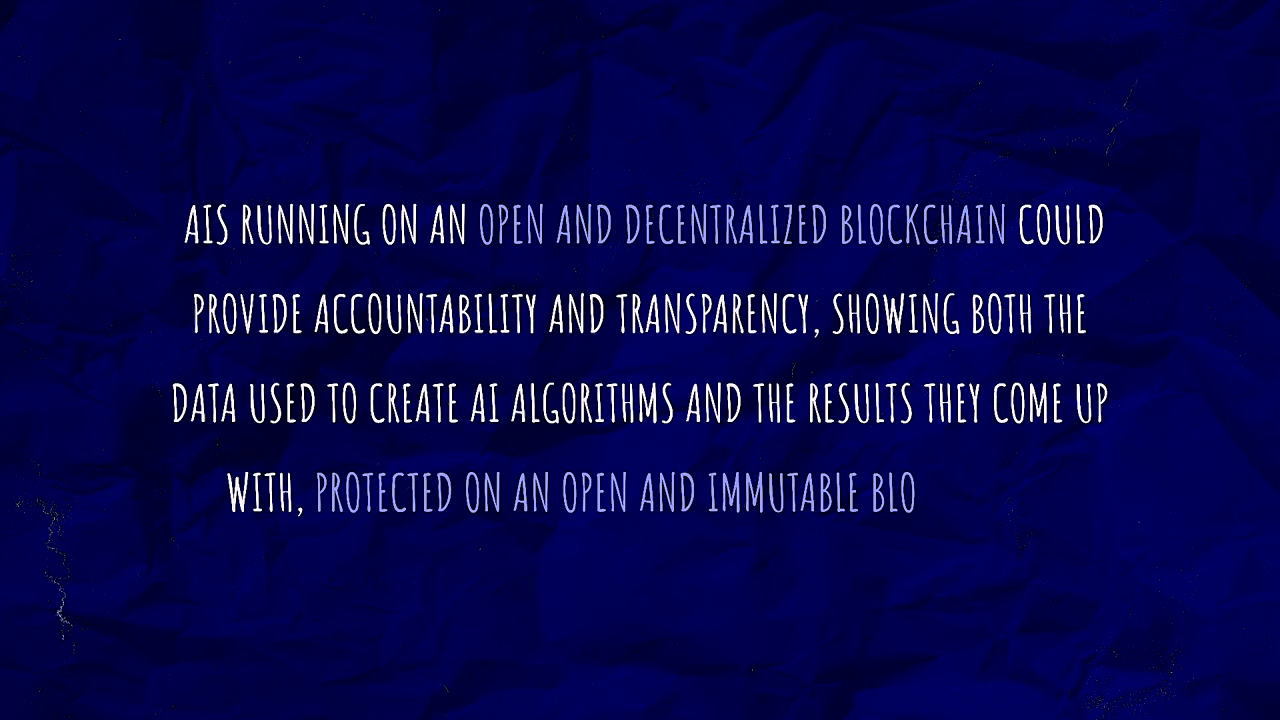 AIS RUNNING ON AN OPEN AND DECENTRALIZED BLOCKCHAIN COULD
PROVIDE ACCOUNTABILITY AND TRANSPARENCY, SHOWING BOTH THE
DATA USED TO CREATE AI ALGORITHMS AND THE RESULTS THEY COME UP
WITH, PROTECTED ON AN OPEN AND IMMUTABLE BLO